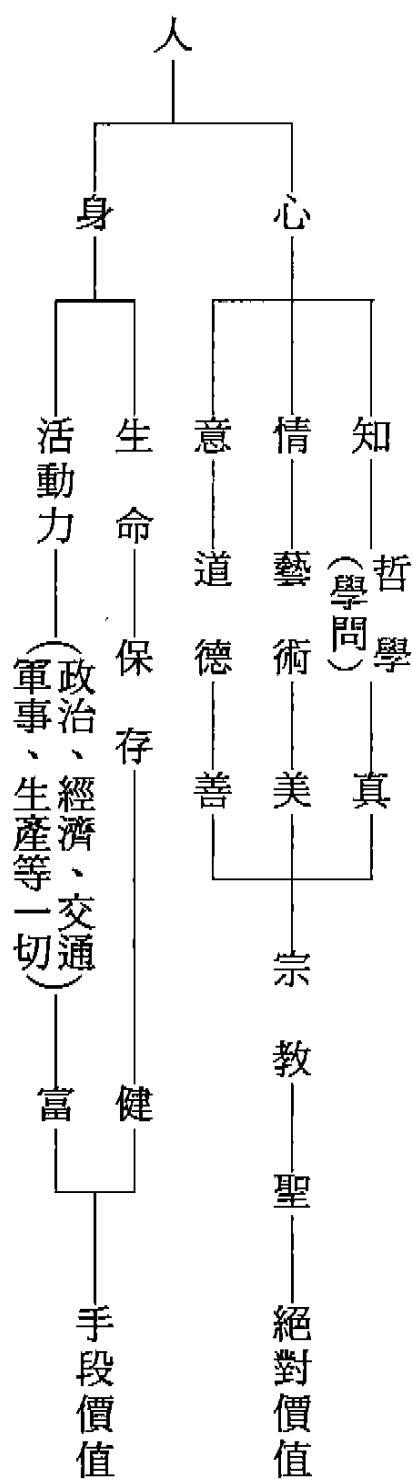 人
心
知
哲學
（學問）
真
情
藝術
美
意
道德
善
宗教
聖
絕對價值
身
生命保存
健
活動力
（政治、經濟、交通
軍事、生產等一切）
富
手段價值